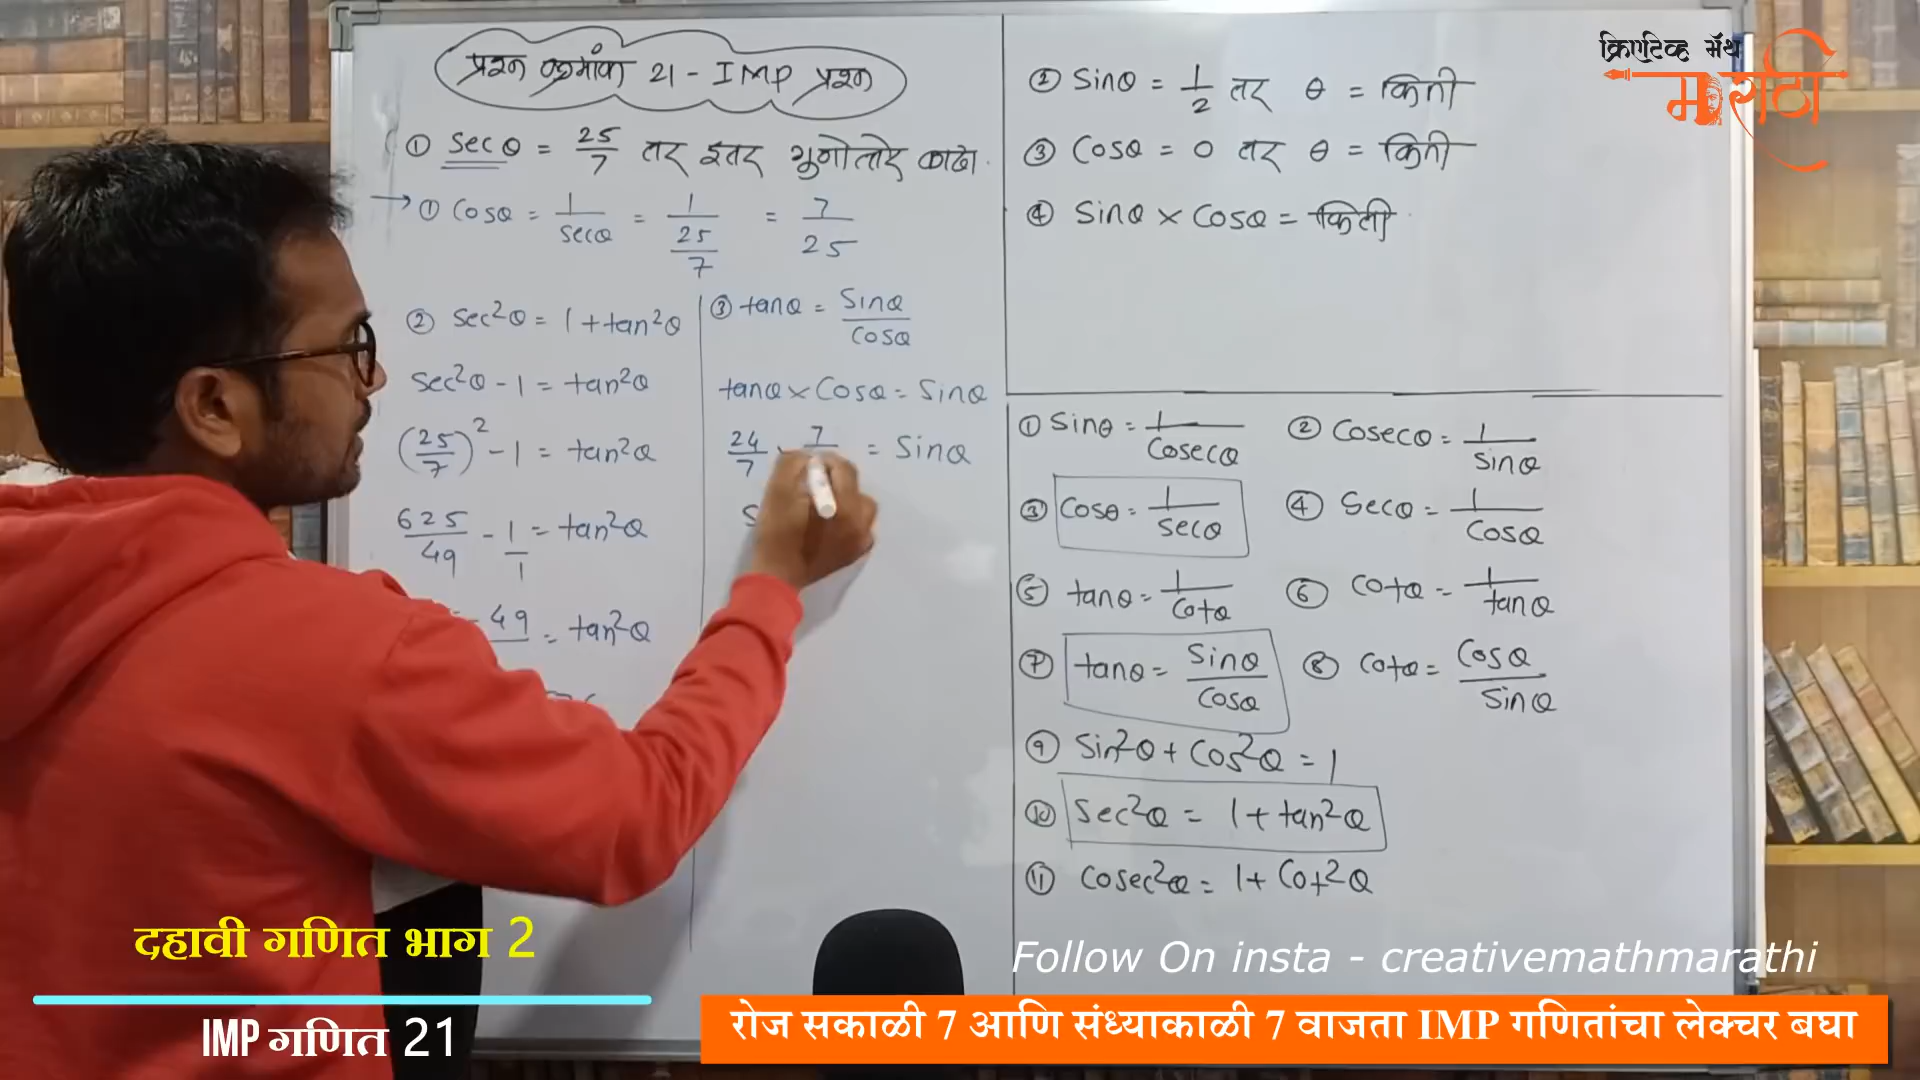 प्रश्न क्रमांक 21 - IMP प्रश्न
① secθ = 25/7 तर इतर गुणोत्तरे काढा.
→ ① Cosθ = 1/secθ = 1/(25/7) = 7/25
② sec²θ = 1 + tan²θ
sec²θ - 1 = tan²θ
(25/7)² - 1 = tan²θ
625/49 - 1/1 = tan²θ
- 49 = tan²θ
③ tanθ = Sinθ/Cosθ
tanθ × Cosθ = Sinθ
24/7 × 7 = Sinθ
② Sinθ = 1/2 तर θ = किती
③ Cosθ = 0 तर θ = किती
④ Sinθ × Cosθ = किती
① Sinθ = 1/Cosecθ
② Cosecθ = 1/Sinθ
③ Cosθ = 1/secθ
④ Secθ = 1/Cosθ
⑤ tanθ = 1/Cotθ
⑥ Cotθ = 1/tanθ
⑦ tanθ = Sinθ/Cosθ
⑧ Cotθ = Cosθ/Sinθ
⑨ Sin²θ + Cos²θ = 1
⑩ Sec²θ = 1 + tan²θ
⑪ Cosec²θ = 1 + Cot²θ
क्रिएटिव्ह मॅथ
मराठी
दहावी गणित भाग 2
IMP गणित 21
Follow On insta - creativemathmarathi
रोज सकाळी 7 आणि संध्याकाळी 7 वाजता IMP गणितांचा लेक्चर बघा